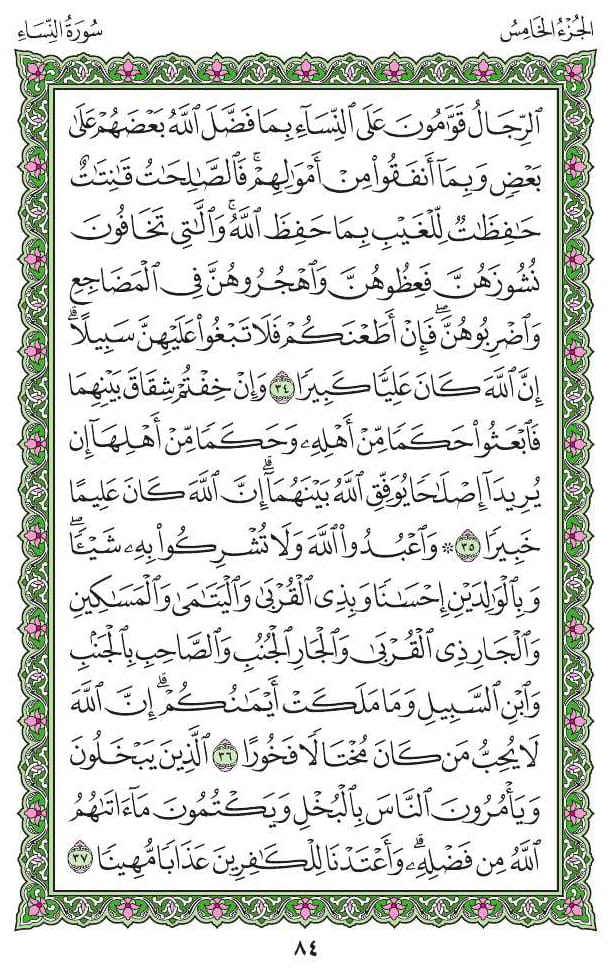 الجُزْءُ الخَامِسُ
سُورَةُ النِّسَاءِ
ٱلرِّجَالُ قَوَّٰمُونَ عَلَى ٱلنِّسَآءِ بِمَا فَضَّلَ ٱللَّهُ بَعْضَهُمْ عَلَىٰ
بَعْضٖ وَبِمَآ أَنفَقُوا۟ مِنْ أَمْوَٰلِهِمْۚ فَٱلصَّٰلِحَٰتُ قَٰنِتَٰتٌ
حَٰفِظَٰتٞ لِّلْغَيْبِ بِمَا حَفِظَ ٱللَّهُۚ وَٱلَّٰتِى تَخَافُونَ
نُشُوزَهُنَّ فَعِظُوهُنَّ وَٱهْجُرُوهُنَّ فِى ٱلْمَضَاجِعِ
وَٱضْرِبُوهُنَّۖ فَإِنْ أَطَعْنَكُمْ فَلَا تَبْغُوا۟ عَلَيْهِنَّ سَبِيلًاۗ
إِنَّ ٱللَّهَ كَانَ عَلِيّٗا كَبِيرٗا ٣٤ وَإِنْ خِفْتُمْ شِقَاقَ بَيْنِهِمَا
فَٱبْعَثُوا۟ حَكَمٗا مِّنْ أَهْلِهِۦ وَحَكَمٗا مِّنْ أَهْلِهَآ إِن
يُرِيدَآ إِصْلَٰحٗا يُوَفِّقِ ٱللَّهُ بَيْنَهُمَآۗ إِنَّ ٱللَّهَ كَانَ عَلِيمًا
خَبِيرٗا ٣٥ ۞ وَٱعْبُدُوا۟ ٱللَّهَ وَلَا تُشْرِكُوا۟ بِهِۦ شَيْـٔٗاۖ
وَبِٱلْوَٰلِدَيْنِ إِحْسَٰنٗا وَبِذِى ٱلْقُرْبَىٰ وَٱلْيَتَٰمَىٰ وَٱلْمَسَٰكِينِ
وَٱلْجَارِ ذِى ٱلْقُرْبَىٰ وَٱلْجَارِ ٱلْجُنُبِ وَٱلصَّاحِبِ بِٱلْجَنۢبِ
وَٱبْنِ ٱلسَّبِيلِ وَمَا مَلَكَتْ أَيْمَٰنُكُمْۗ إِنَّ ٱللَّهَ
لَا يُحِبُّ مَن كَانَ مُخْتَالٗا فَخُورًا ٣٦ ٱلَّذِينَ يَبْخَلُونَ
وَيَأْمُرُونَ ٱلنَّاسَ بِٱلْبُخْلِ وَيَكْتُمُونَ مَآ ءَاتَىٰهُمُ
ٱللَّهُ مِن فَضْلِهِۦۗ وَأَعْتَدْنَا لِلْكَٰفِرِينَ عَذَابٗا مُّهِينٗا ٣٧
٨٤